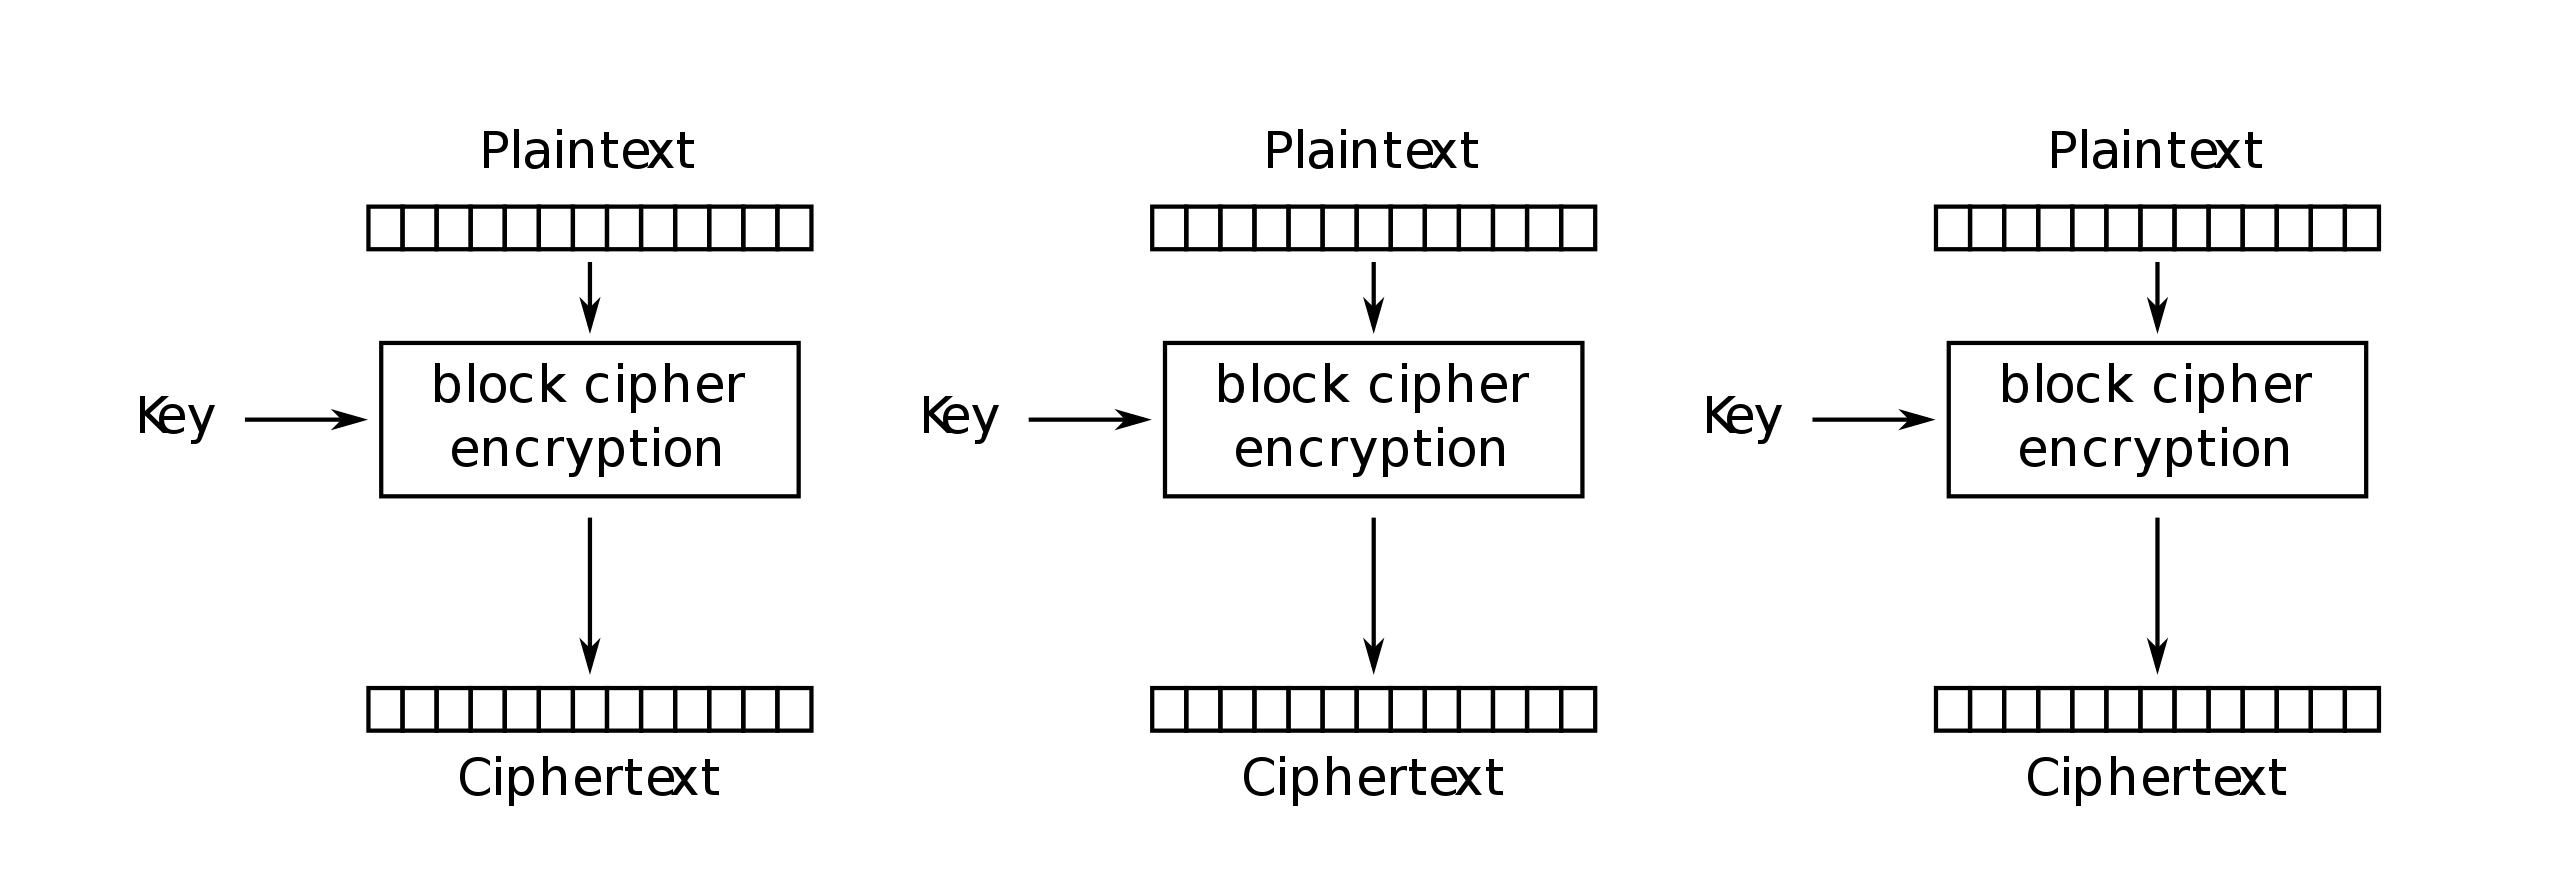 Plaintext
Plaintext
Plaintext
block cipher
encryption
block cipher
encryption
block cipher
encryption
Key
Key
Key
Ciphertext
Ciphertext
Ciphertext